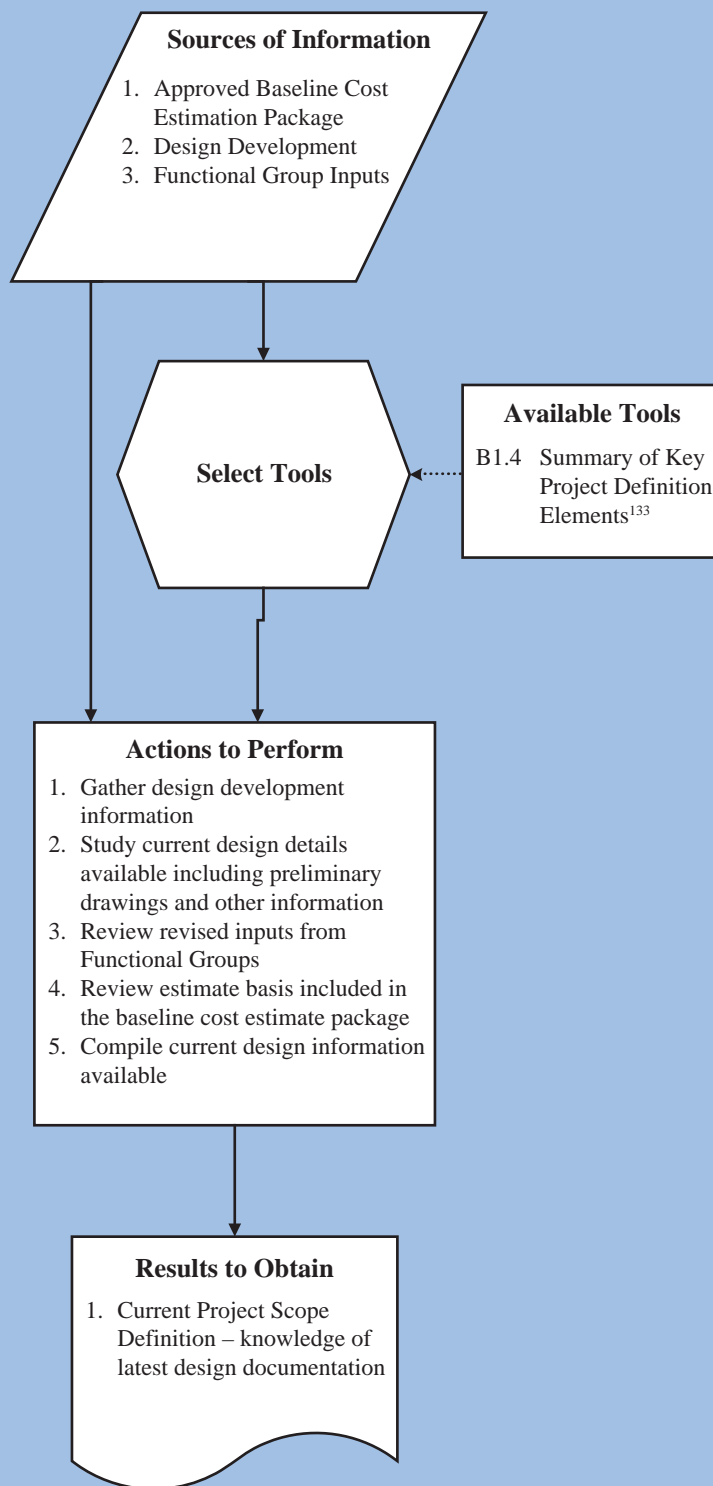 Sources of Information
1. Approved Baseline Cost
Estimation Package
2. Design Development
3. Functional Group Inputs
Select Tools
Available Tools
B1.4 Summary of Key
Project Definition
Elements133
Actions to Perform
1. Gather design development
information
2. Study current design details
available including preliminary
drawings and other information
3. Review revised inputs from
Functional Groups
4. Review estimate basis included in
the baseline cost estimate package
5. Compile current design information
available
Results to Obtain
1. Current Project Scope
Definition – knowledge of
latest design documentation